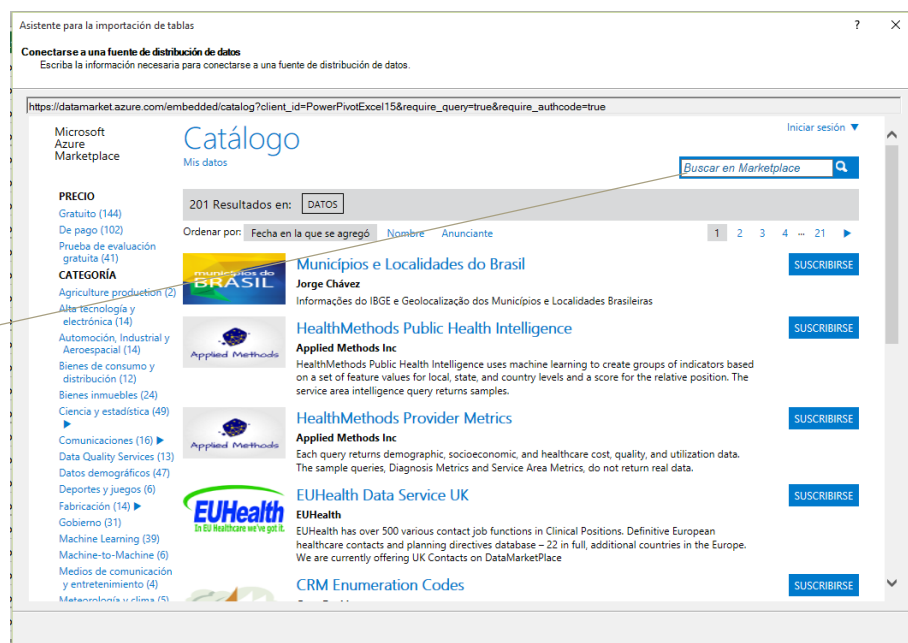 Asistente para la importación de tablas
? ×
Conectarse a una fuente de distribución de datos
Escriba la información necesaria para conectarse a una fuente de distribución de datos.
https://datamarket.azure.com/embedded/catalog?client_id=PowerPivotExcel15&require_query=true&require_authcode=true
Microsoft
Azure
Marketplace
Catálogo
Mis datos
Iniciar sesión ▼
Buscar en Marketplace
PRECIO
Gratuito (144)
De pago (102)
Prueba de evaluación
gratuita (41)
CATEGORÍA
Agriculture production (2)
Alta tecnología y
electrónica (14)
Automoción, Industrial y
Aeroespacial (14)
Bienes de consumo y
distribución (12)
Bienes inmuebles (24)
Ciencia y estadística (49)
▶
Comunicaciones (16) ▶
Data Quality Services (13)
Datos demográficos (47)
Deportes y juegos (6)
Fabricación (14) ▶
Gobierno (31)
Machine Learning (39)
Machine-to-Machine (6)
Medios de comunicación
y entretenimiento (4)
Meteorología y clima (5)
201 Resultados en: DATOS
Ordenar por: Fecha en la que se agregó Nombre Anunciante
1 2 3 4 ... 21 ▶
municípios do
BRASIL
Municípios e Localidades do Brasil
SUSCRIBIRSE
Jorge Chávez
Informações do IBGE e Geolocalização dos Municípios e Localidades Brasileiras
Applied Methods
HealthMethods Public Health Intelligence
SUSCRIBIRSE
Applied Methods Inc
HealthMethods Public Health Intelligence uses machine learning to create groups of indicators based
on a set of feature values for local, state, and country levels and a score for the relative position. The
service area intelligence query returns samples.
Applied Methods
HealthMethods Provider Metrics
SUSCRIBIRSE
Applied Methods Inc
Each query returns demographic, socioeconomic, and healthcare cost, quality, and utilization data.
The sample queries, Diagnosis Metrics and Service Area Metrics, do not return real data.
EUHealth
In EU Healthcare we've got it.
EUHealth Data Service UK
SUSCRIBIRSE
EUHealth
EUHealth has over 500 various contact job functions in Clinical Positions. Definitive European
healthcare contacts and planning directives database – 22 in full, additional countries in the Europe.
We are currently offering UK Contacts on DataMarketPlace
CRM Enumeration Codes
SUSCRIBIRSE